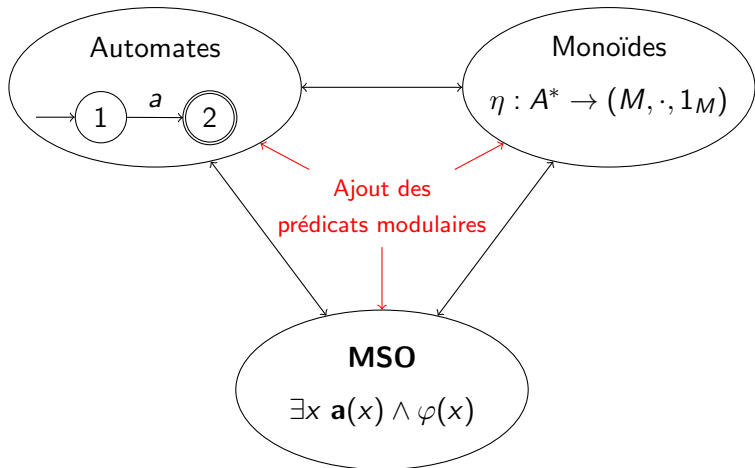 Automates
1
a
2
Monoïdes
η : A* → (M, ·, 1_M)
Ajout des
prédicats modulaires
MSO
∃x a(x) ∧ φ(x)